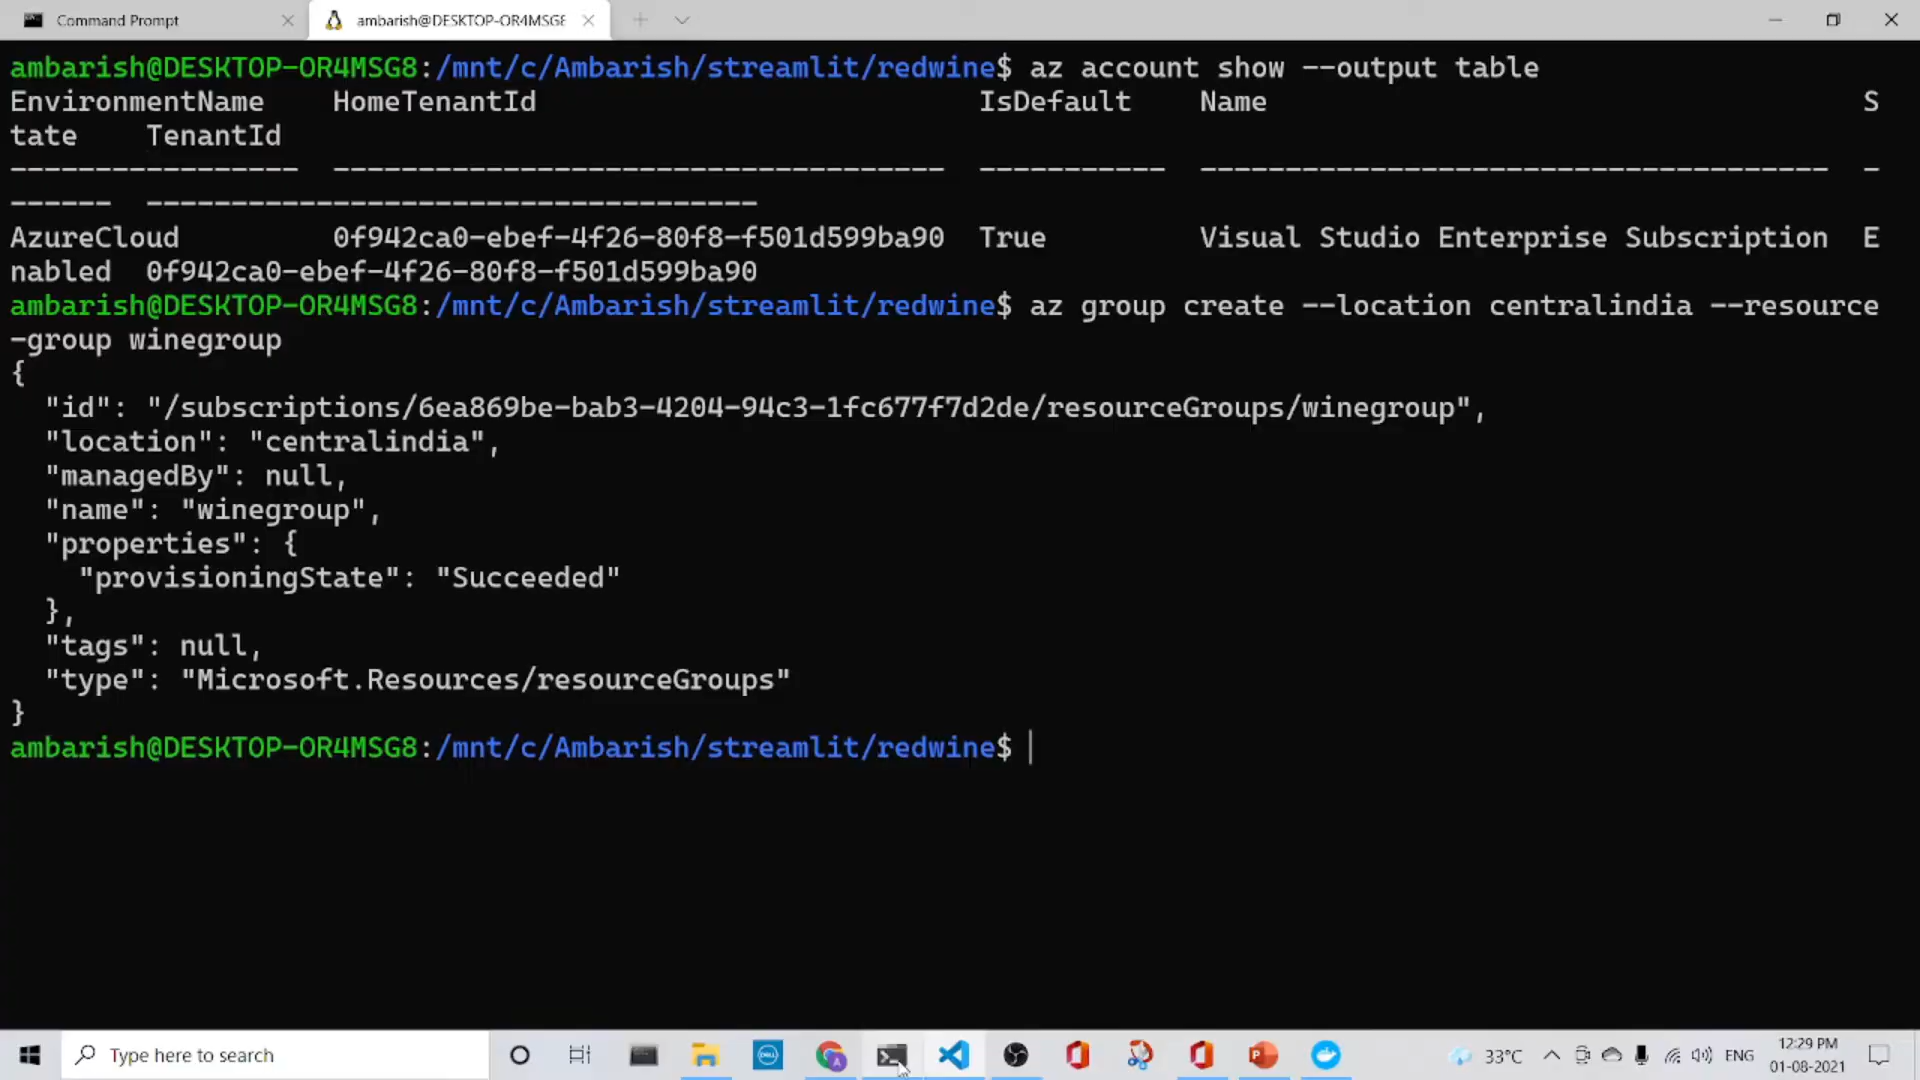 Command Prompt
ambarish@DESKTOP-OR4MSG8
ambarish@DESKTOP-OR4MSG8:/mnt/c/Ambarish/streamlit/redwine$ az account show --output table
EnvironmentName    HomeTenantId                          IsDefault    Name                                   S
tate    TenantId
-----------------  ------------------------------------  -----------  -------------------------------------  -
------  ------------------------------------
AzureCloud         0f942ca0-ebef-4f26-80f8-f501d599ba90  True         Visual Studio Enterprise Subscription  E
nabled  0f942ca0-ebef-4f26-80f8-f501d599ba90
ambarish@DESKTOP-OR4MSG8:/mnt/c/Ambarish/streamlit/redwine$ az group create --location centralindia --resource
-group winegroup
{
  "id": "/subscriptions/6ea869be-bab3-4204-94c3-1fc677f7d2de/resourceGroups/winegroup",
  "location": "centralindia",
  "managedBy": null,
  "name": "winegroup",
  "properties": {
    "provisioningState": "Succeeded"
  },
  "tags": null,
  "type": "Microsoft.Resources/resourceGroups"
}
ambarish@DESKTOP-OR4MSG8:/mnt/c/Ambarish/streamlit/redwine$
Type here to search
33°C
ENG
12:29 PM
01-08-2021